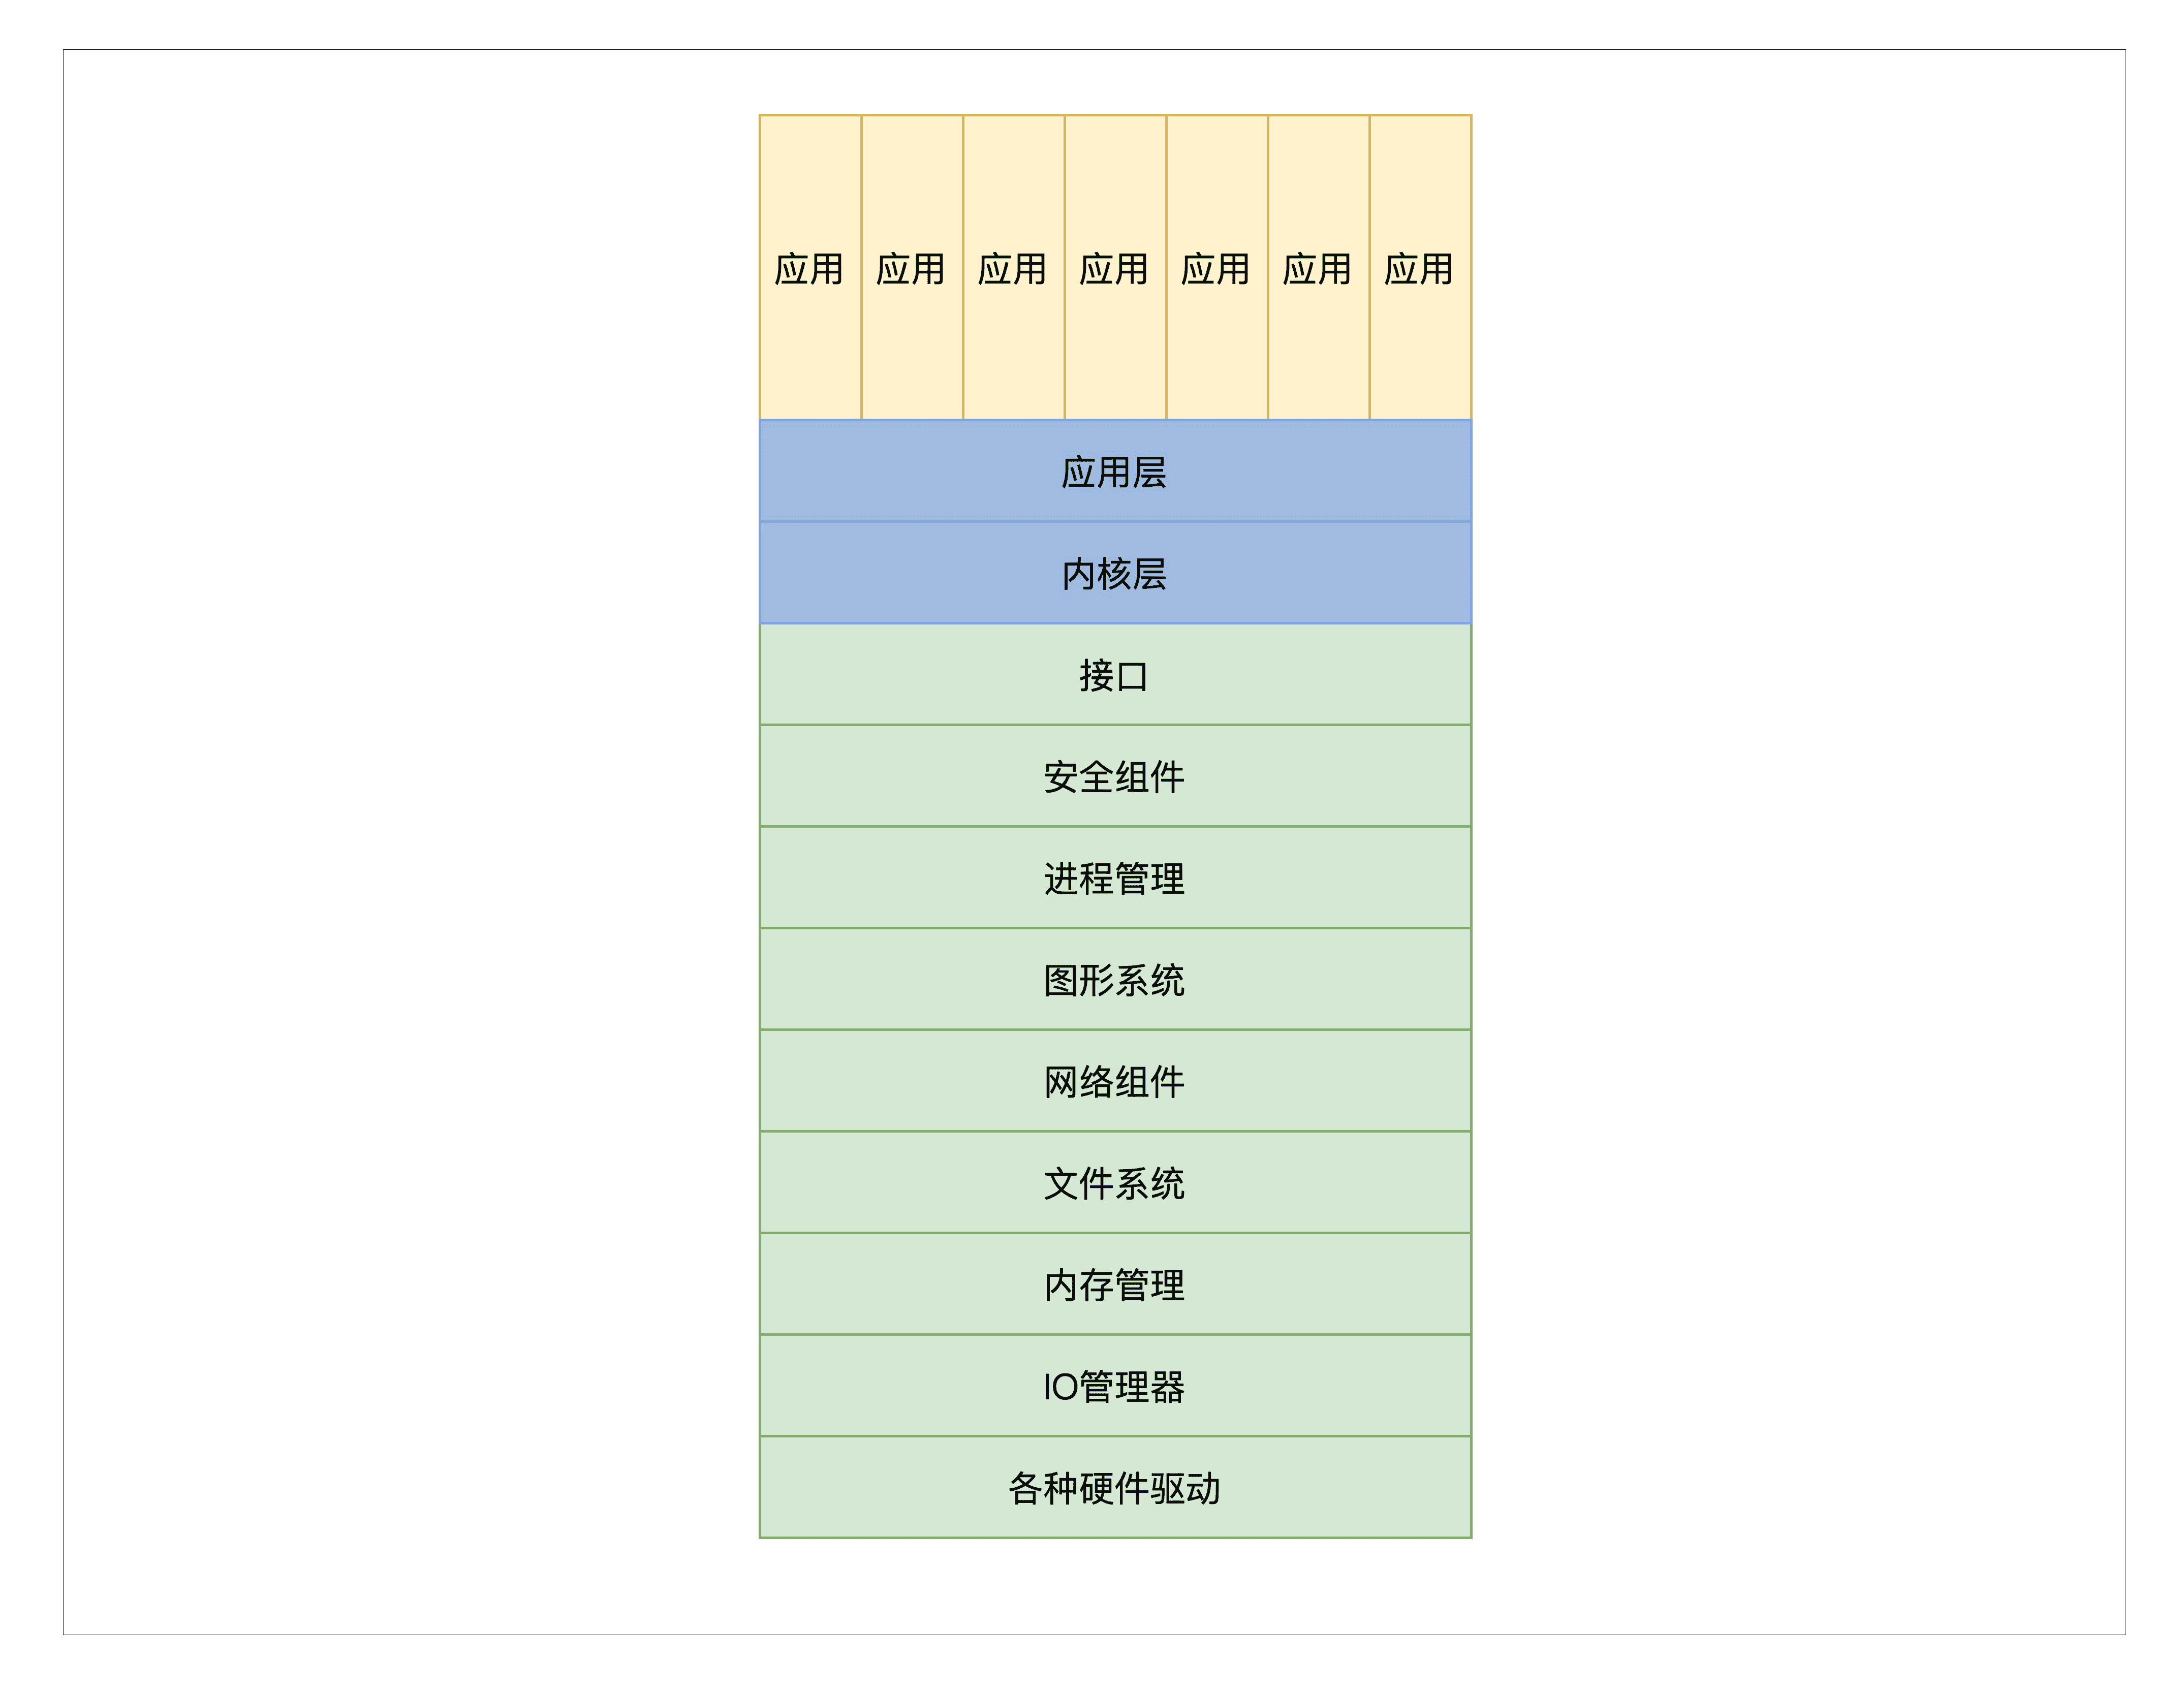 应用 应用 应用 应用 应用 应用 应用
应用层
内核层
接口
安全组件
进程管理
图形系统
网络组件
文件系统
内存管理
IO管理器
各种硬件驱动